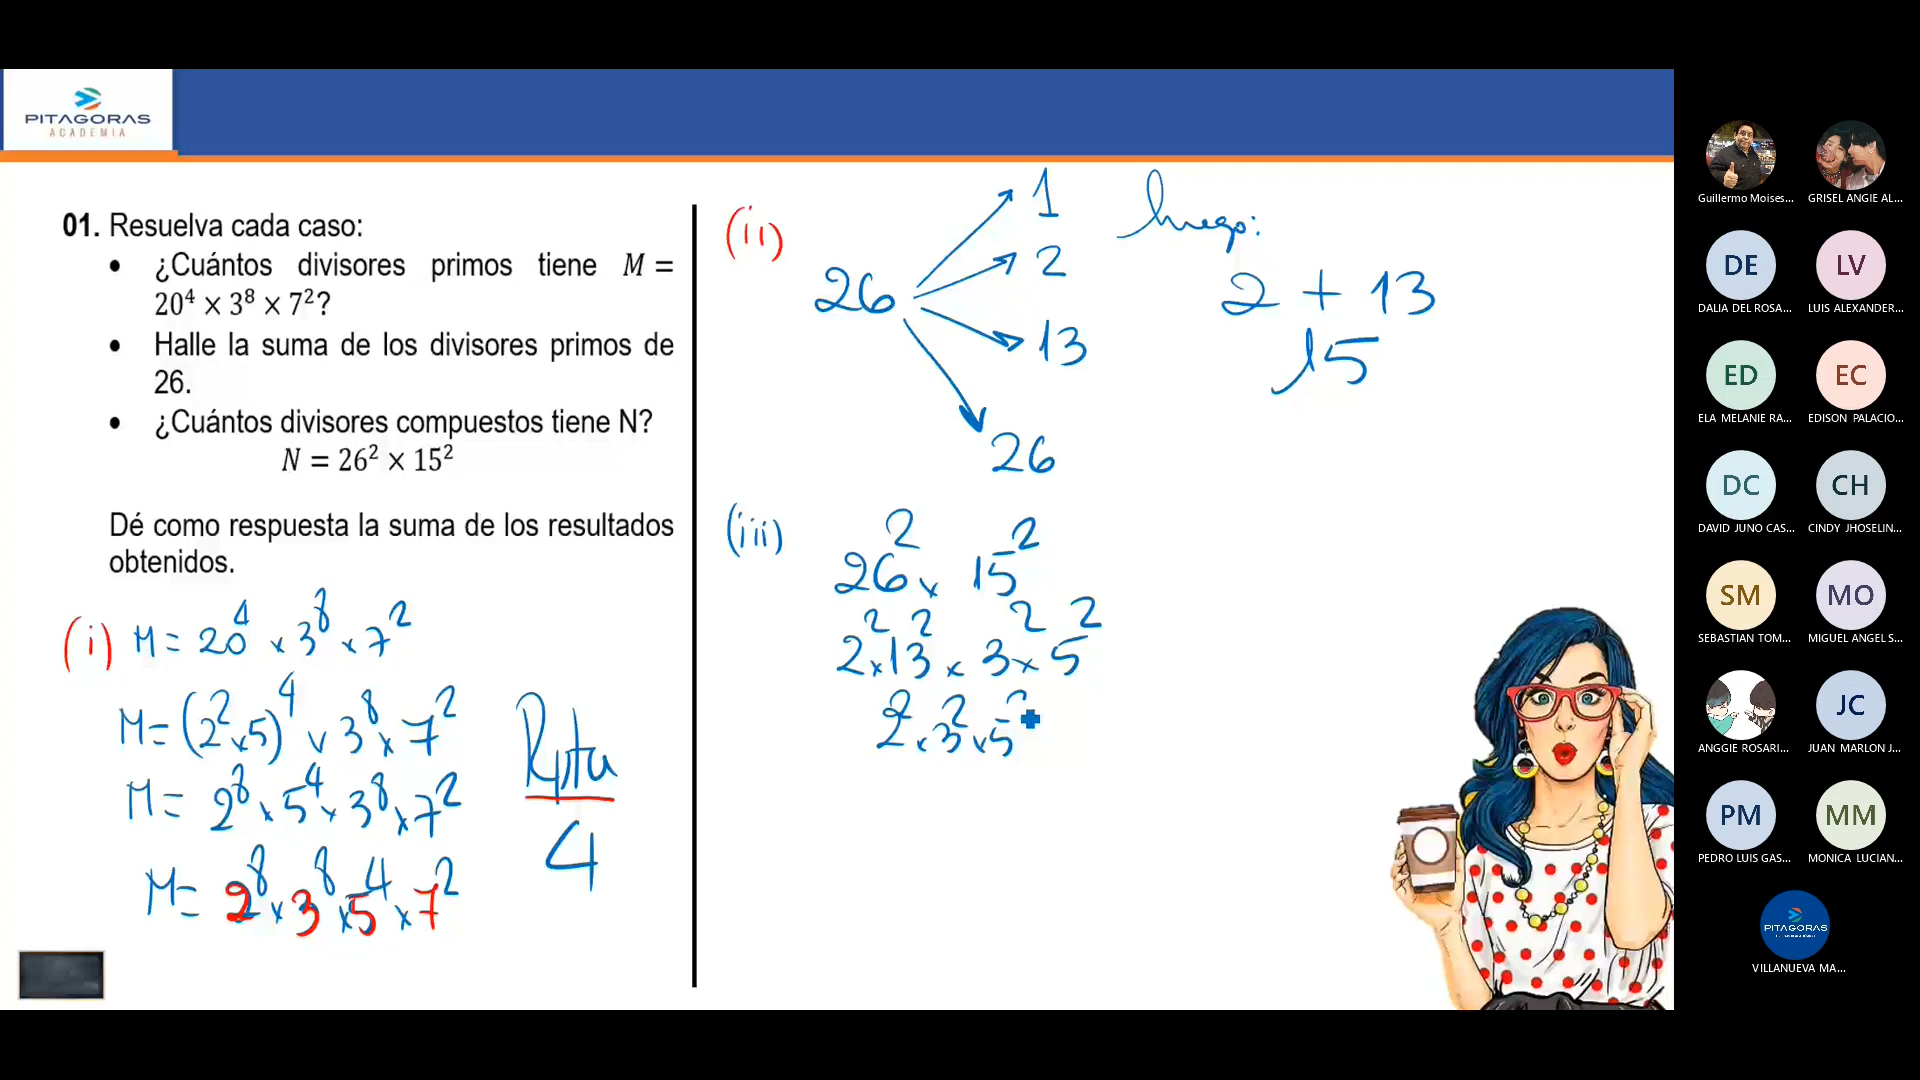 PITAGORAS
ACADEMIA
01. Resuelva cada caso:
• ¿Cuántos divisores primos tiene M =
20⁴ × 3⁸ × 7²?
• Halle la suma de los divisores primos de
26.
• ¿Cuántos divisores compuestos tiene N?
N = 26² × 15²
Dé como respuesta la suma de los resultados
obtenidos.
(i) M = 20⁴ × 3⁸ × 7²
M = (2² × 5)⁴ × 3⁸ × 7²
M = 2⁸ × 5⁴ × 3⁸ × 7²
M = 2⁸ × 3⁸ × 5⁴ × 7²
Rpta
4
(ii)
26
1
2
13
26
luego:
2 + 13
15
(iii)
26² × 15²
2² × 13² × 3² × 5²
2² × 3² × 5²
Guillermo Moises...
GRISEL ANGIE AL...
DE
DALIA DEL ROSA...
LV
LUIS ALEXANDER...
ED
ELA MELANIE RA...
EC
EDISON PALACIO...
DC
DAVID JUNO CAS...
CH
CINDY JHOSELIN...
SM
SEBASTIAN TOM...
MO
MIGUEL ANGEL S...
ANGGIE ROSARI...
JC
JUAN MARLON J...
PM
PEDRO LUIS GAS...
MM
MONICA LUCIAN...
PITAGORAS
VILLANUEVA MA...